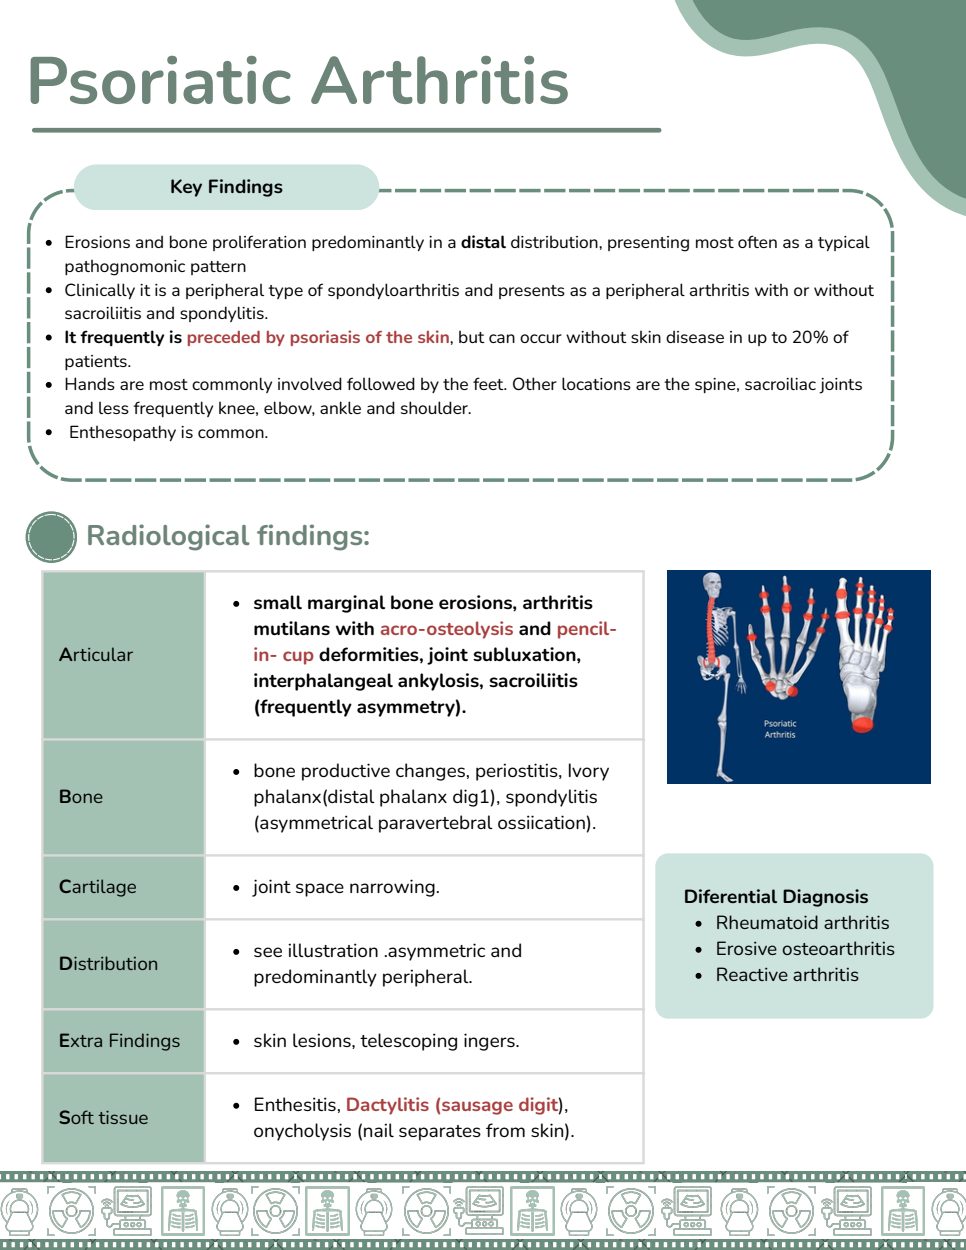 Psoriatic Arthritis
Key Findings
• Erosions and bone proliferation predominantly in a distal distribution, presenting most often as a typical
pathognomonic pattern
• Clinically it is a peripheral type of spondyloarthritis and presents as a peripheral arthritis with or without
sacroiliitis and spondylitis.
• It frequently is preceded by psoriasis of the skin, but can occur without skin disease in up to 20% of
patients.
• Hands are most commonly involved followed by the feet. Other locations are the spine, sacroiliac joints
and less frequently knee, elbow, ankle and shoulder.
• Enthesopathy is common.
Radiological findings:
Articular
• small marginal bone erosions, arthritis
mutilans with acro-osteolysis and pencil-
in- cup deformities, joint subluxation,
interphalangeal ankylosis, sacroiliitis
(frequently asymmetry).
Bone
• bone productive changes, periostitis, Ivory
phalanx(distal phalanx dig1), spondylitis
(asymmetrical paravertebral ossiication).
Cartilage
• joint space narrowing.
Distribution
• see illustration .asymmetric and
predominantly peripheral.
Extra Findings
• skin lesions, telescoping ingers.
Soft tissue
• Enthesitis, Dactylitis (sausage digit),
onycholysis (nail separates from skin).
Psoriatic
Arthritis
Diferential Diagnosis
• Rheumatoid arthritis
• Erosive osteoarthritis
• Reactive arthritis